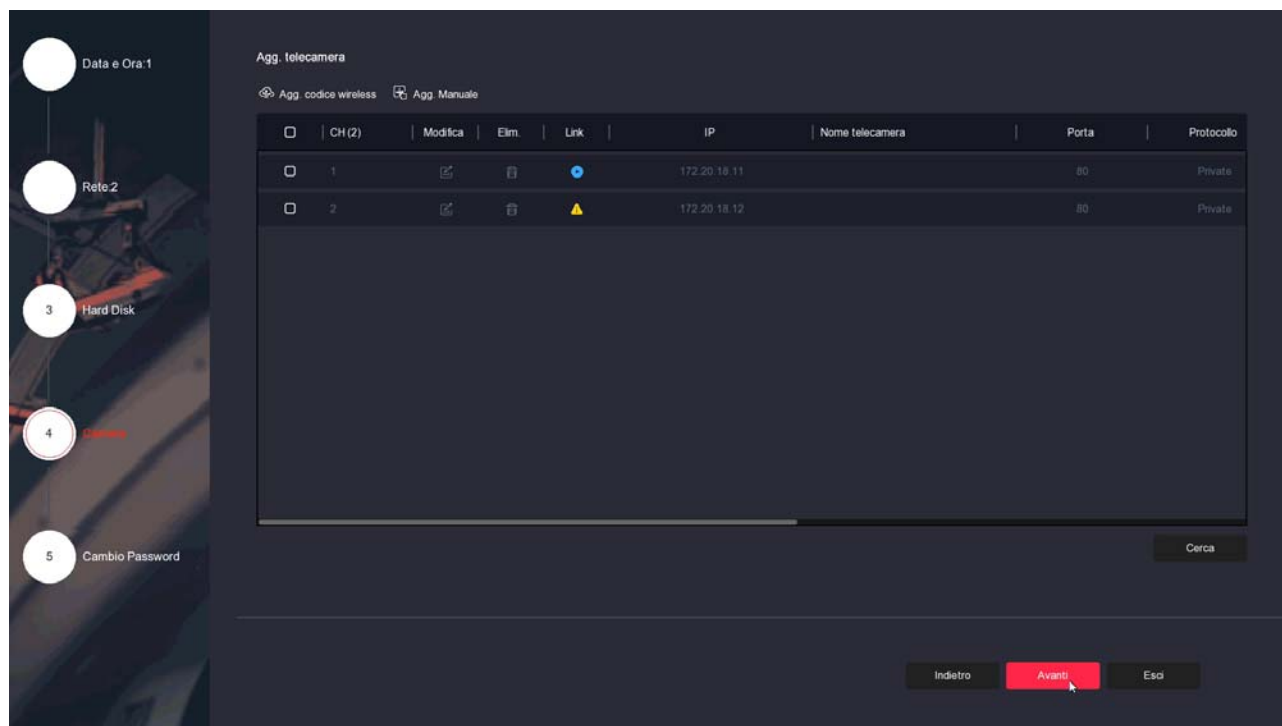 Data e Ora:1
Rete:2
3 Hard Disk
4 Camera
5 Cambio Password
Agg. telecamera
Agg. codice wireless Agg. Manuale
CH (2) Modifica Elim. Link IP Nome telecamera Porta Protocollo
1 172.20.18.11 80 Private
2 172.20.18.12 80 Private
Cerca
Indietro Avanti Esci